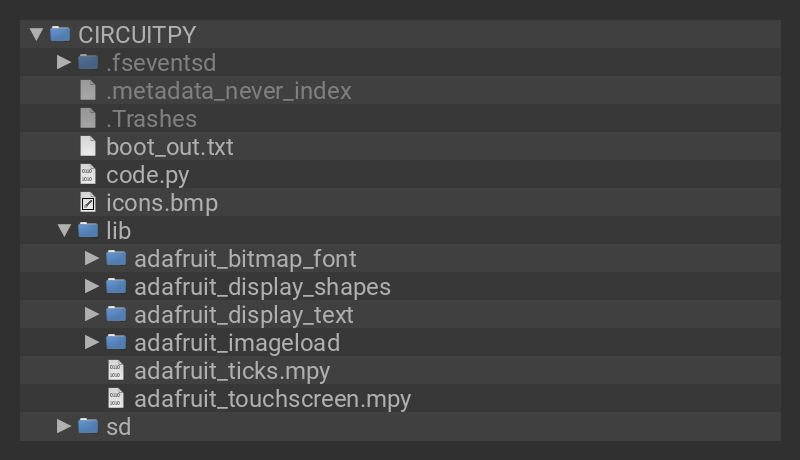 CIRCUITPY
.fseventsd
.metadata_never_index
.Trashes
boot_out.txt
code.py
icons.bmp
lib
adafruit_bitmap_font
adafruit_display_shapes
adafruit_display_text
adafruit_imageload
adafruit_ticks.mpy
adafruit_touchscreen.mpy
sd